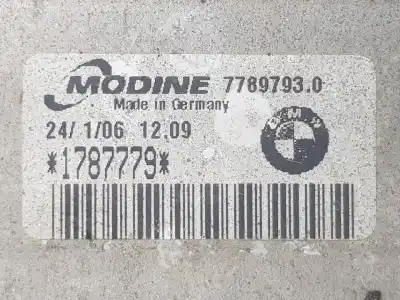 MODINE 7789793.0
Made in Germany
24/ 1/06 12.09
*1787779*
BMW